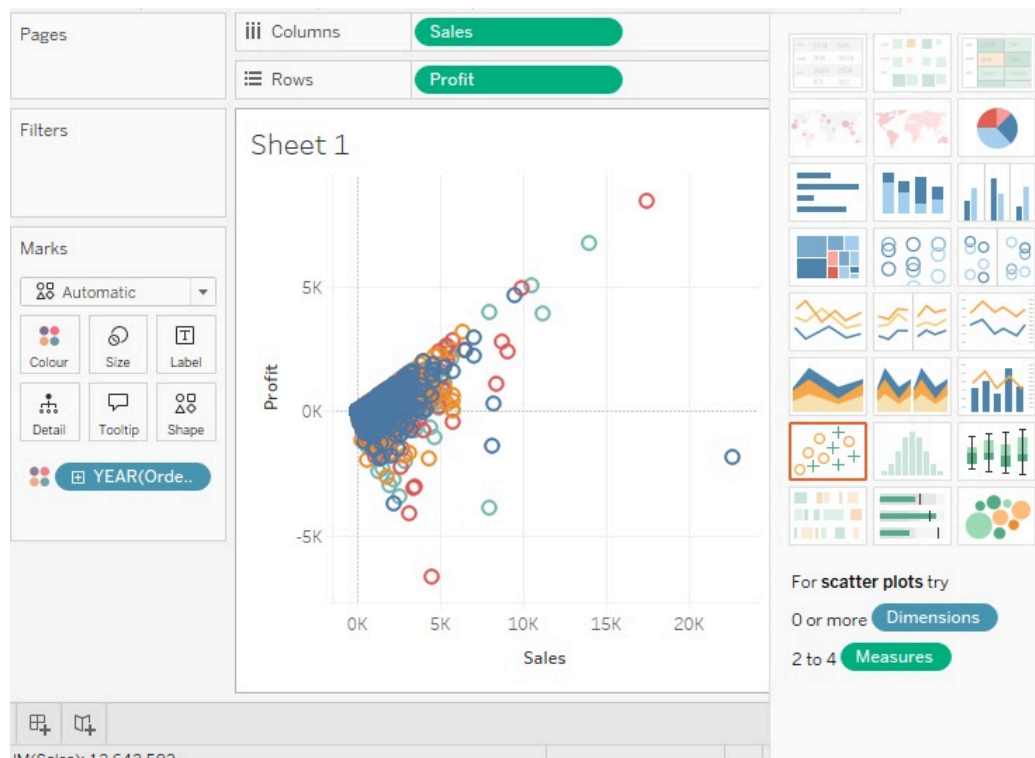 Pages
Columns
Sales
Rows
Profit
Filters
Marks
Automatic
Colour
Size
Label
Detail
Tooltip
Shape
YEAR(Orde..
Sheet 1
Profit
5K
0K
-5K
0K
5K
10K
15K
20K
Sales
For scatter plots try
0 or more Dimensions
2 to 4 Measures